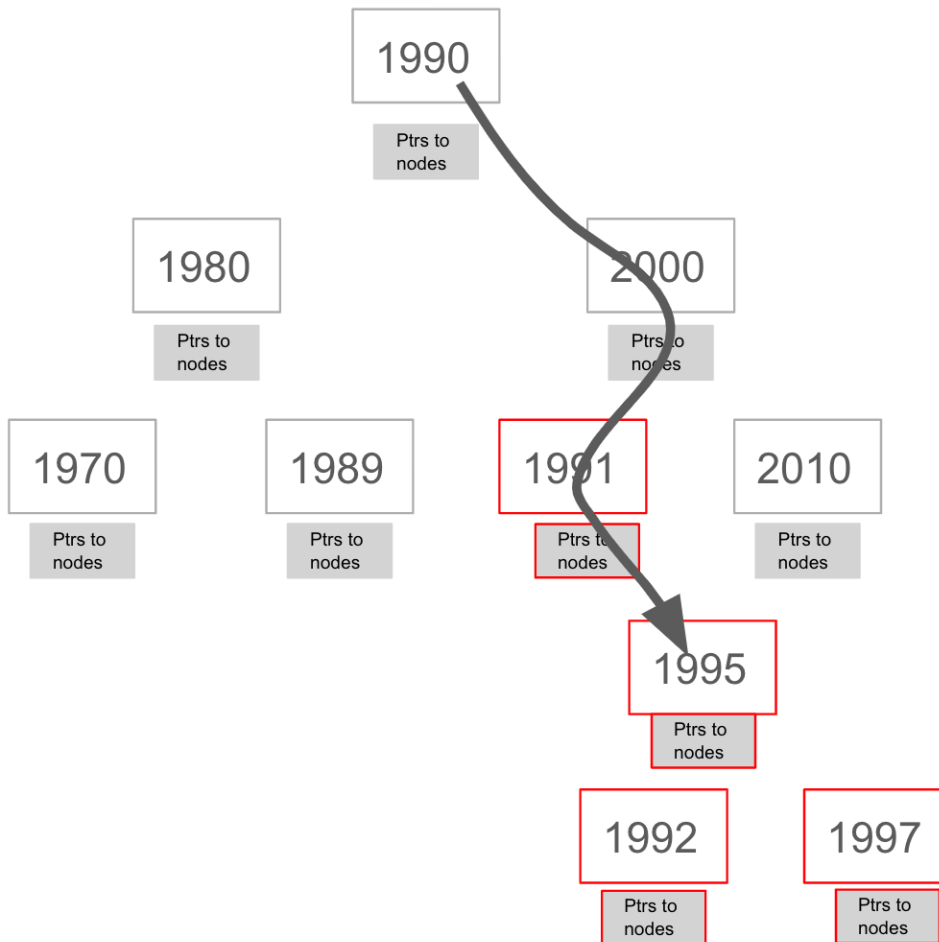 1990
Ptrs to
nodes
1980
2000
Ptrs to
nodes
Ptrs to
nodes
1970
1989
1991
2010
Ptrs to
nodes
Ptrs to
nodes
Ptrs to
nodes
Ptrs to
nodes
1995
Ptrs to
nodes
1992
1997
Ptrs to
nodes
Ptrs to
nodes